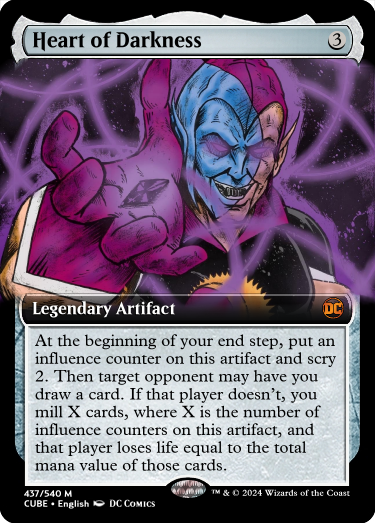 Heart of Darkness 3
Legendary Artifact DC
At the beginning of your end step, put an
influence counter on this artifact and scry
2. Then target opponent may have you
draw a card. If that player doesn't, you
mill X cards, where X is the number of
influence counters on this artifact, and
that player loses life equal to the total
mana value of those cards.
437/540 M
CUBE • English DC Comics
™ & © 2024 Wizards of the Coast